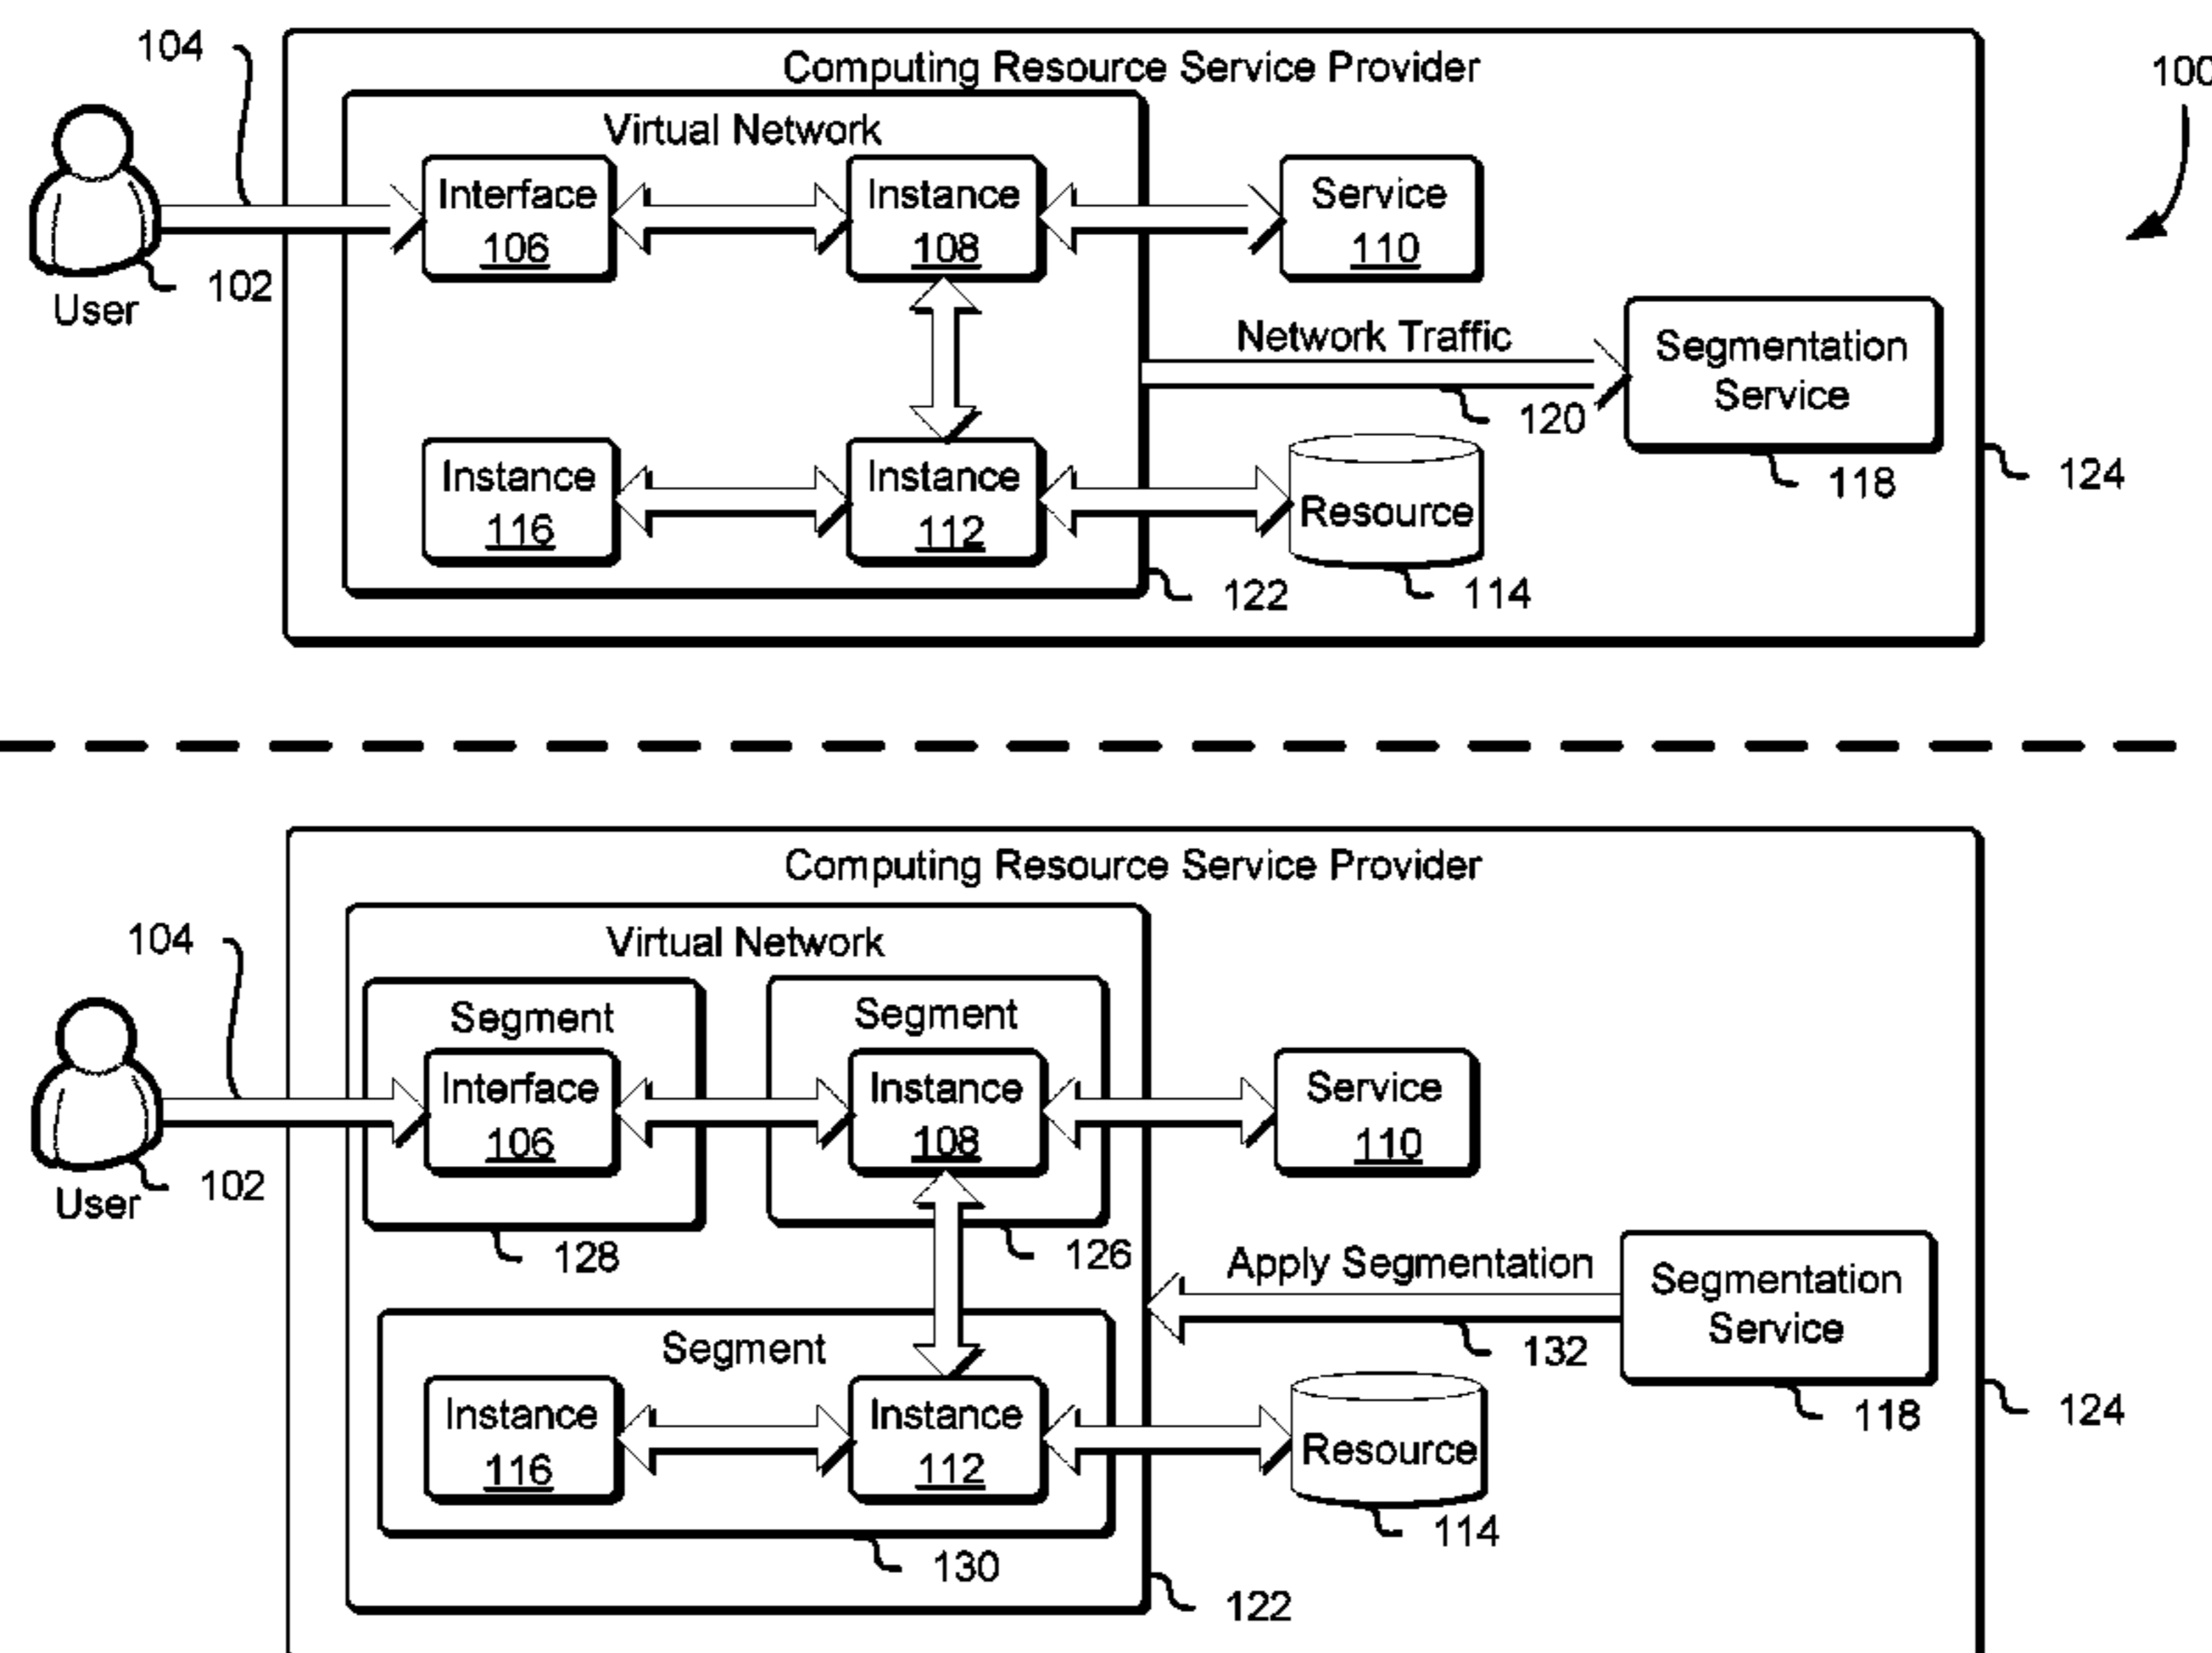 104
Computing Resource Service Provider
100
Virtual Network
Interface
106
Instance
108
Service
110
102
User
Network Traffic
120
Segmentation
Service
118
124
Instance
116
Instance
112
Resource
114
122
Computing Resource Service Provider
104
Virtual Network
Segment
Segment
Interface
106
Instance
108
Service
110
102
User
128
126
Apply Segmentation
132
Segmentation
Service
118
124
Segment
Instance
116
Instance
112
Resource
114
130
122